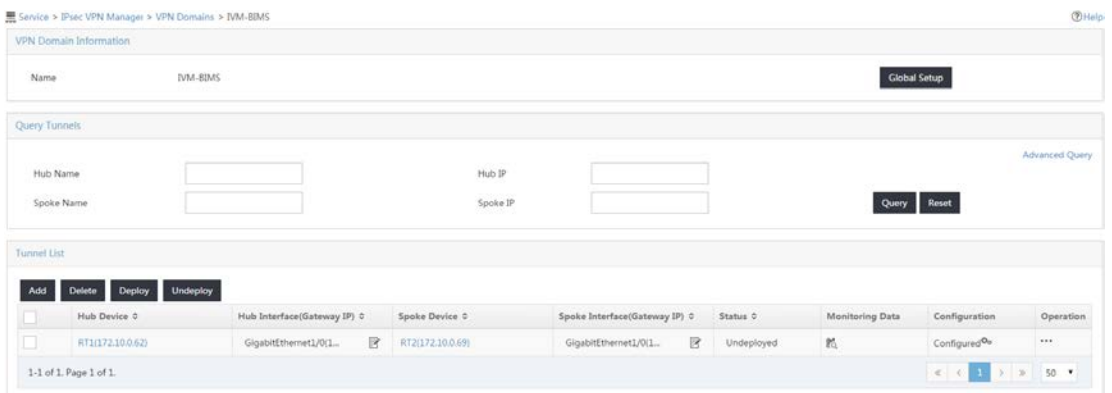 Service > IPsec VPN Manager > VPN Domains > IVM-BIMS
Help
VPN Domain Information
Name IVM-BIMS Global Setup
Query Tunnels
Advanced Query
Hub Name Hub IP
Spoke Name Spoke IP Query Reset
Tunnel List
Add Delete Deploy Undeploy
Hub Device Hub Interface(Gateway IP) Spoke Device Spoke Interface(Gateway IP) Status Monitoring Data Configuration Operation
RT1(172.10.0.62) GigabitEthernet1/0(1... RT2(172.10.0.69) GigabitEthernet1/0(1... Undeployed Configured ...
1-1 of 1. Page 1 of 1. « < 1 > » 50